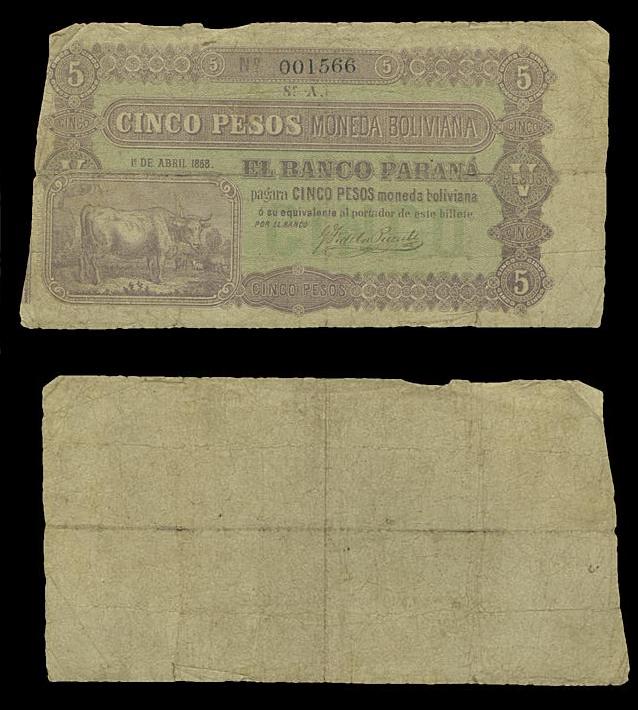 5 5 Nº 001566 5 5
Sᵉ A.
CINCO CINCO PESOS MONEDA BOLIVIANA CINCO
1º DE ABRIL 1868. EL BANCO PARANÁ
V PESOS
pagará CINCO PESOS moneda boliviana
ó su equivalente al portador de este billete.
POR EL BANCO
CINCO
CINCO PESOS 5